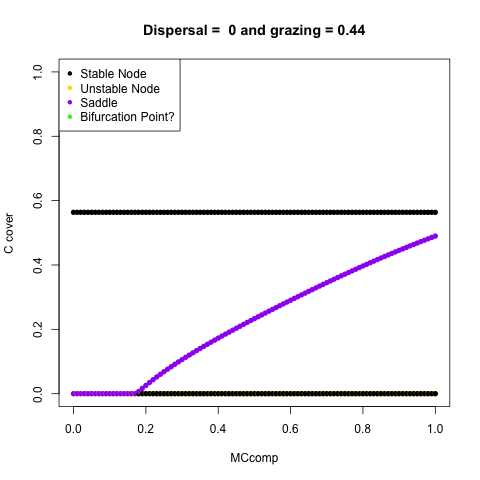 Dispersal =  0 and grazing = 0.44
Stable Node
Unstable Node
Saddle
Bifurcation Point?
1.0
0.8
0.6
0.4
0.2
0.0
C cover
0.0 0.2 0.4 0.6 0.8 1.0
MCcomp